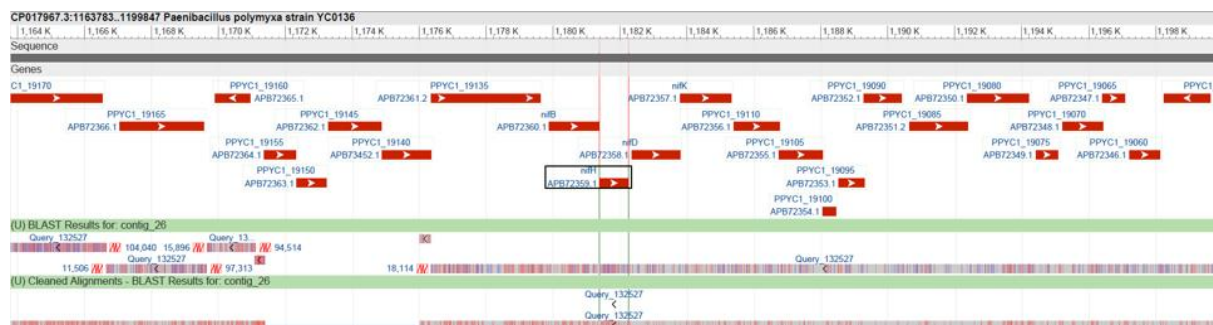 CP017967.3:1163783..1199847 Paenibacillus polymyxa strain YC0136
1,164 K 1,166 K 1,168 K 1,170 K 1,172 K 1,174 K 1,176 K 1,178 K 1,180 K 1,182 K 1,184 K 1,186 K 1,188 K 1,190 K 1,192 K 1,194 K 1,196 K 1,198 K
Sequence
Genes
C1_19170 PPYC1_19160 PPYC1_19135 nifK PPYC1_19090 PPYC1_19080 PPYC1_19065 PPYC1
APB72365.1 APB72361.2 APB72357.1 APB72352.1 APB72350.1 APB72347.1
PPYC1_19165 PPYC1_19145 nifB PPYC1_19110 PPYC1_19085 PPYC1_19070
APB72366.1 APB72362.1 APB72360.1 APB72356.1 APB72351.2 APB72348.1
PPYC1_19155 PPYC1_19140 nifD PPYC1_19105 PPYC1_19075 PPYC1_19060
APB72364.1 APB73452.1 APB72358.1 APB72355.1 APB72349.1 APB72346.1
PPYC1_19150 nifH PPYC1_19095
APB72363.1 APB72359.1 APB72353.1
PPYC1_19100
APB72354.1
(U) BLAST Results for: contig_26
Query_132527 Query_13...
104,040 15,896 94,514
Query_132527 Query_132527
11,506 97,313 18,114
(U) Cleaned Alignments - BLAST Results for: contig_26
Query_132527
Query_132527